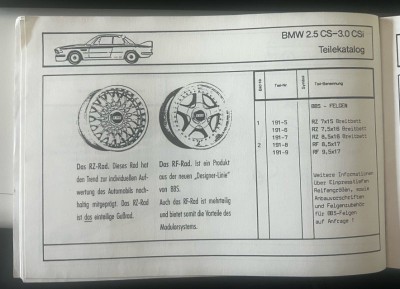 BMW 2.5 CS-3.0 CSi
Teilekatalog
Bild-Nr
Teil-Nr
Teil-Benennung
BBS - FELGEN
1 191-5 RZ 7x15 Breitbett
191-6 RZ 7,5x16 Breitbett
191-7 RZ 8,5x16 Breitbett
2 191-8 RF 8,5x17
191-9 RF 9,5x17
Weitere Informationen
über Einpresstiefen
Reifengrößen, sowie
Anbauvorschriften
und Felgenzubehör
für BBS-Felgen
auf Anfrage !
Das RZ-Rad. Dieses Rad hat
den Trend zur individuellen Auf-
wertung des Automobils nach-
haltig mitgeprägt. Das RZ-Rad
ist das einteilige Gußrad.
Das RF-Rad. Ist ein Produkt
aus der neuen „Designer-Linie"
von BBS.
Auch das RF-Rad ist mehrteilig
und bietet somit die Vorteile des
Modulsystems.